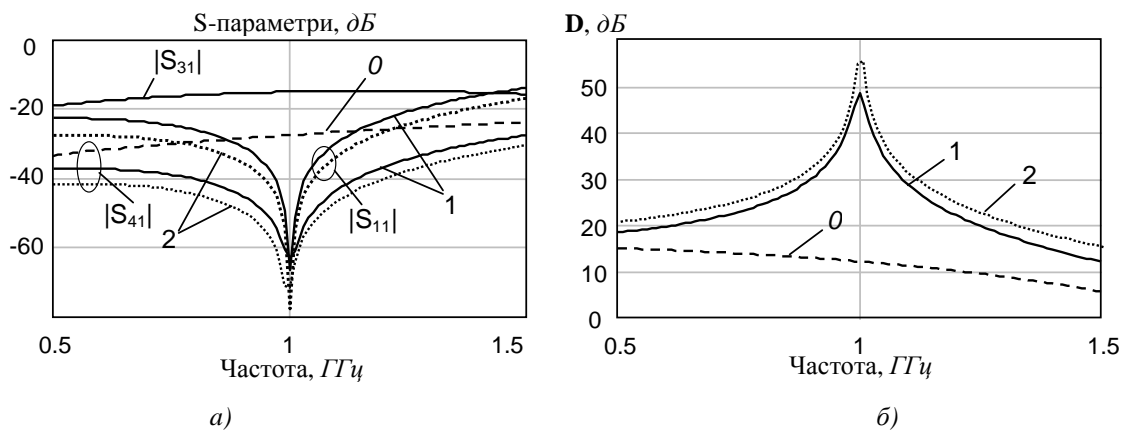 S-параметри, дБ
0
-20
-40
-60
|S31|
0
|S41|
2
|S11|
1
0.5
1
1.5
Частота, ГГц
а)
D, дБ
50
40
30
20
10
0
1
2
0
0.5
1
1.5
Частота, ГГц
б)